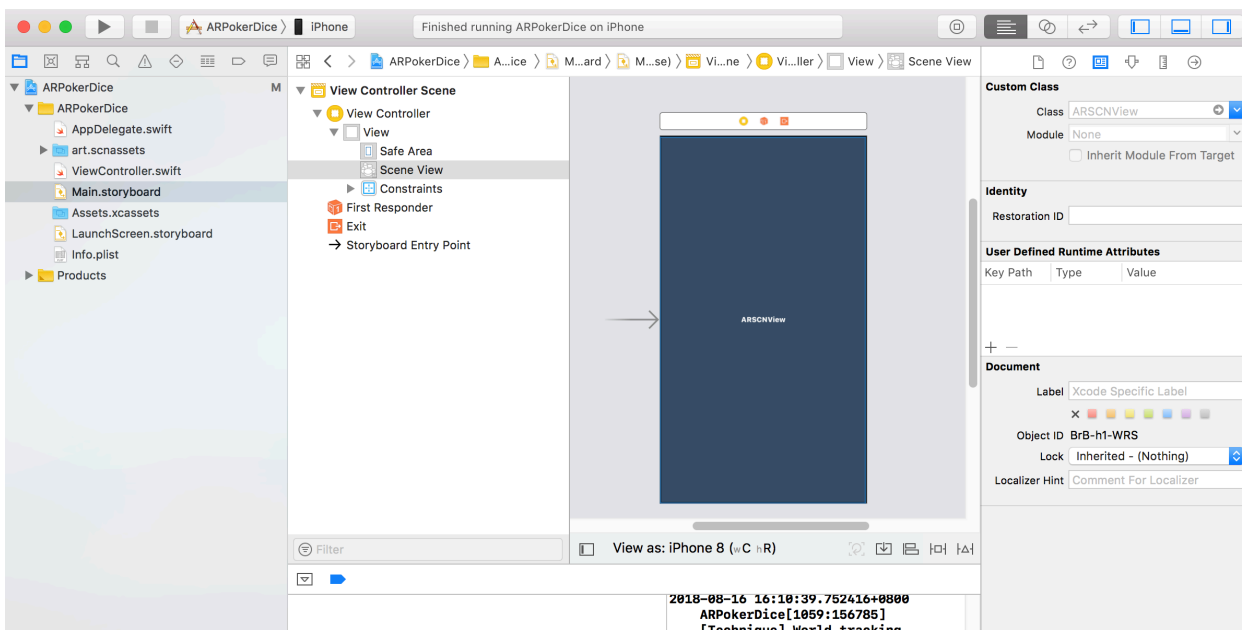 ARPokerDice
iPhone
Finished running ARPokerDice on iPhone
ARPokerDice
A...ice
M...ard
M...se)
Vi...ne
Vi...ller
View
Scene View
ARPokerDice
M
ARPokerDice
AppDelegate.swift
art.scnassets
ViewController.swift
Main.storyboard
Assets.xcassets
LaunchScreen.storyboard
Info.plist
Products
View Controller Scene
View Controller
View
Safe Area
Scene View
Constraints
First Responder
Exit
Storyboard Entry Point
Filter
ARSCNView
View as: iPhone 8 (wC hR)
2018-08-16 16:10:39.752416+0800
ARPokerDice[1059:156785]
[Technique] World tracking
Custom Class
Class ARSCNView
Module None
Inherit Module From Target
Identity
Restoration ID
User Defined Runtime Attributes
Key Path Type Value
Document
Label Xcode Specific Label
Object ID BrB-h1-WRS
Lock Inherited - (Nothing)
Localizer Hint Comment For Localizer